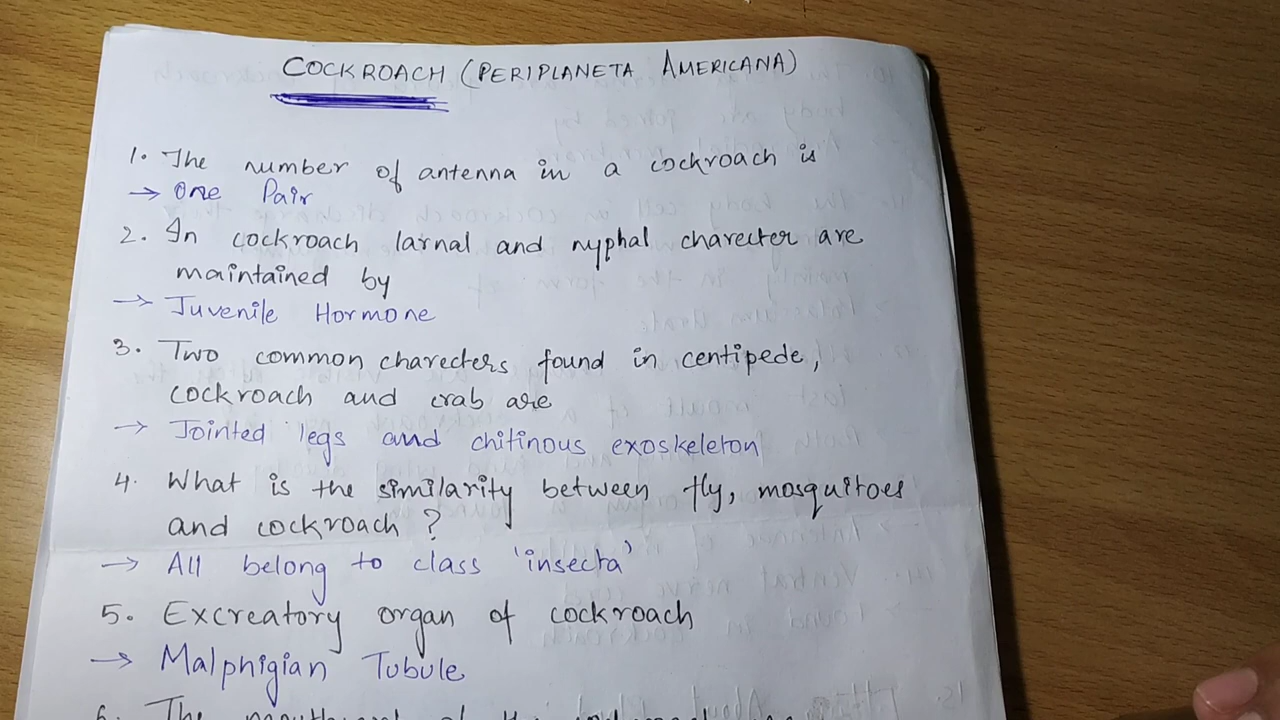 COCKROACH (PERIPLANETA AMERICANA)
1. The number of antenna in a cockroach is
→ One Pair
2. In cockroach larnal and nyphal charecter are
maintained by
→ Juvenile Hormone
3. Two common charecters found in centipede,
cockroach and crab are
→ Jointed legs and chitinous exoskeleton
4. What is the similarity between fly, mosquitoes
and cockroach ?
→ All belong to class 'insecta'
5. Excreatory organ of cockroach
→ Malphigian Tubule
6. The